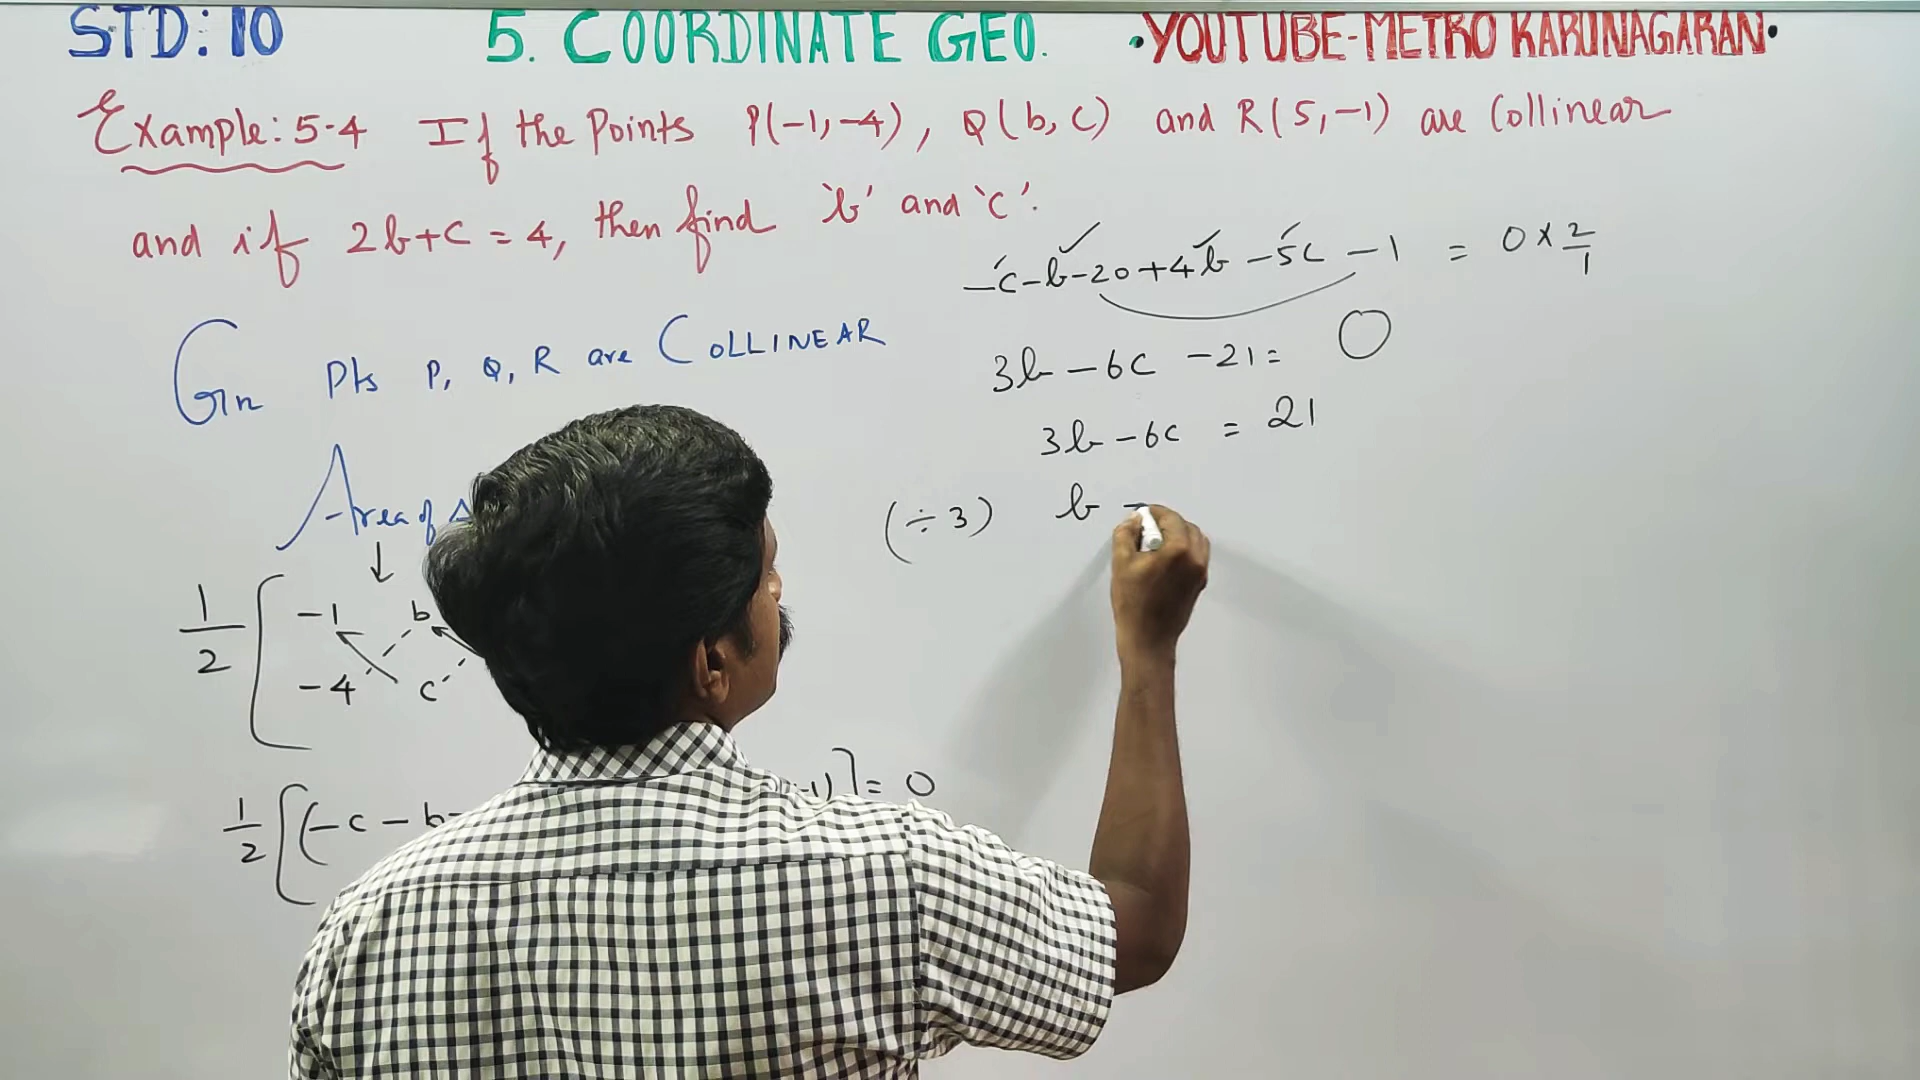 STD: 10 5. COORDINATE GEO. •YOUTUBE-METRO KARUNAGARAN•
Example: 5-4 If the Points P(-1,-4), Q(b, c) and R(5,-1) are Collinear
and if 2b+c = 4, then find 'b' and 'c'.
Gn Pts P, Q, R are COLLINEAR
Area of Δ
↓
1/2 [ -1 b
-4 c
1/2 [(-c - b- -1)] = 0
-c-b-20+4b-5c-1 = 0 × 2/1
3b-6c -21= 0
3b-6c = 21
(÷3) b -